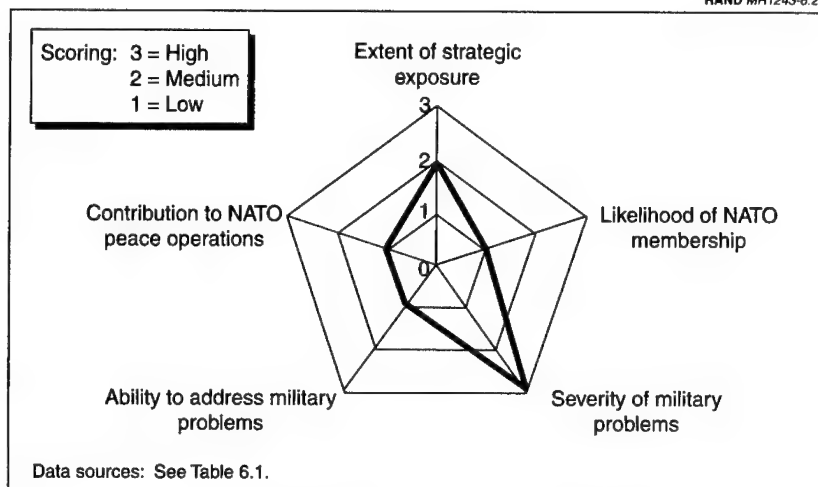 RAND MR1243-6.2
Scoring: 3 = High
2 = Medium
1 = Low
Extent of strategic
exposure
3
2
1
0
Contribution to NATO
peace operations
Likelihood of NATO
membership
Ability to address military
problems
Severity of military
problems
Data sources: See Table 6.1.